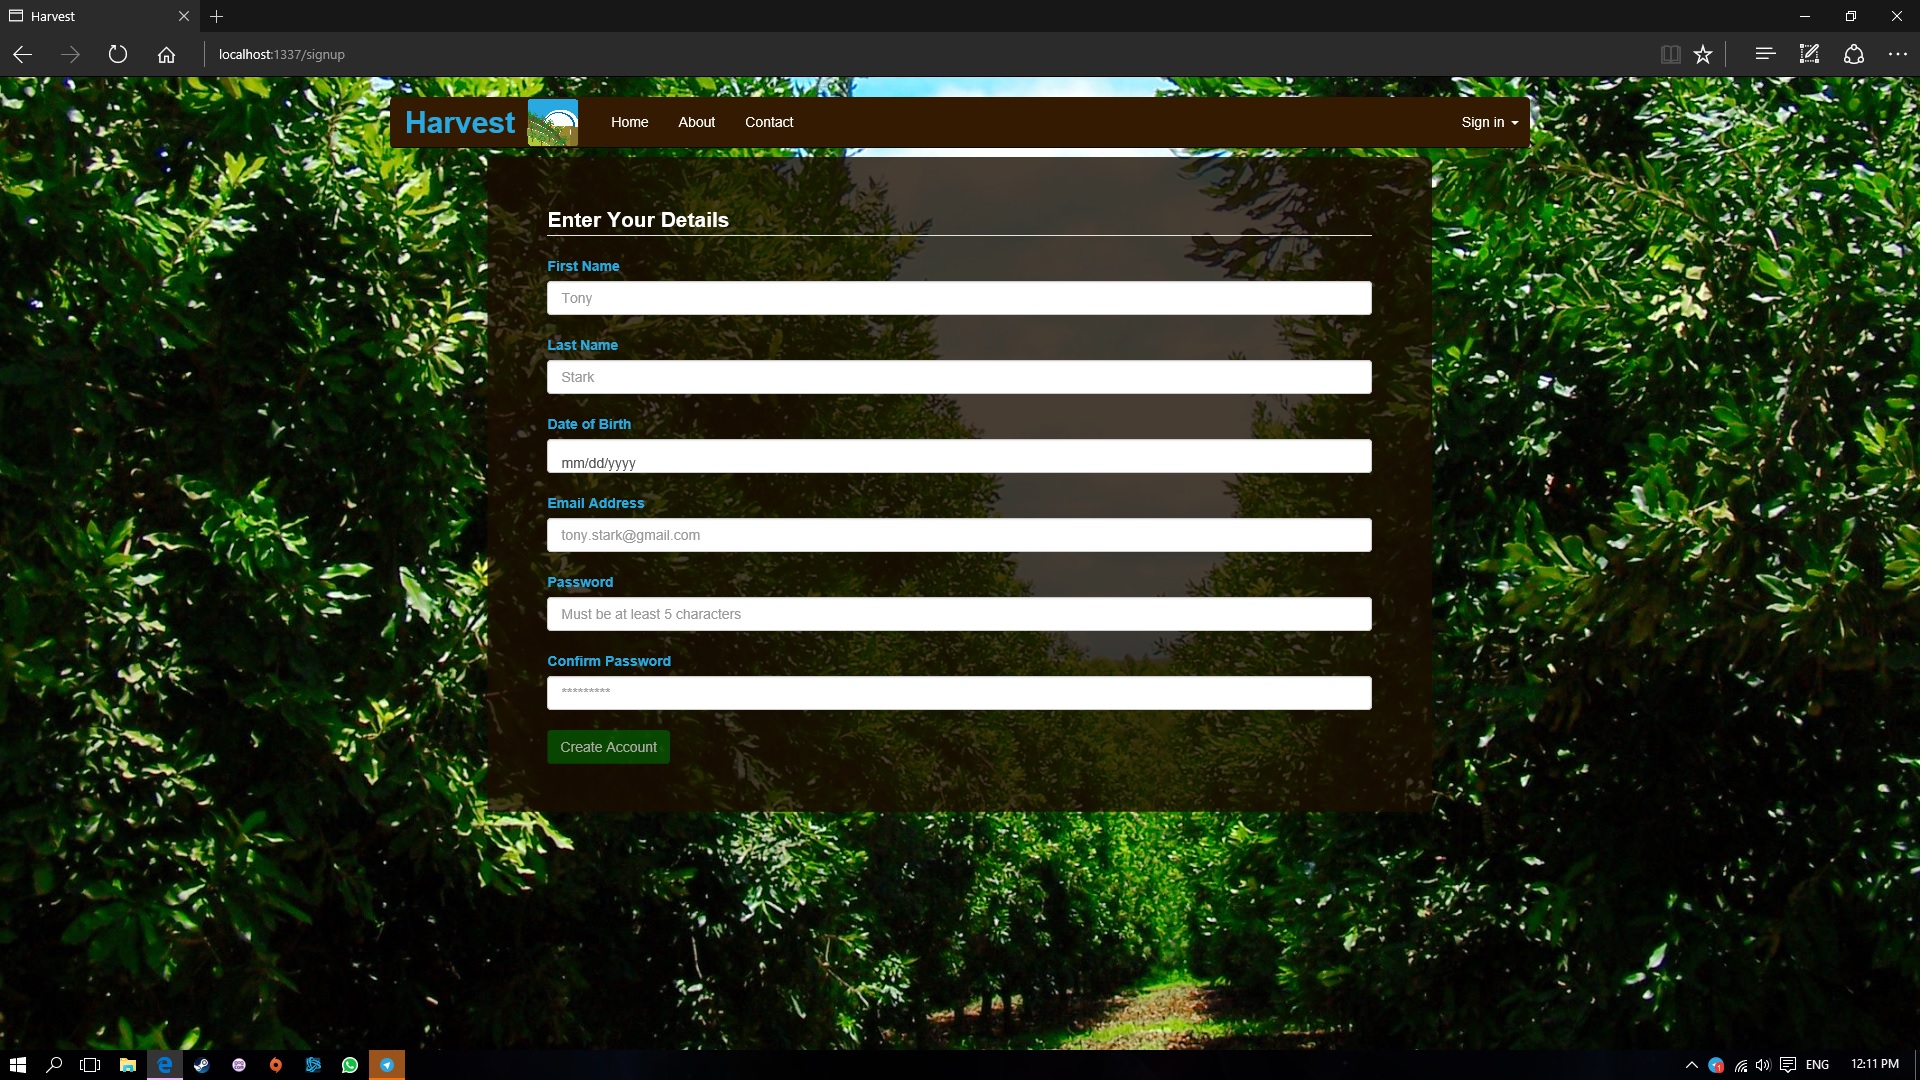 Harvest
localhost:1337/signup
Harvest
Home
About
Contact
Sign in
Enter Your Details
First Name
Tony
Last Name
Stark
Date of Birth
mm/dd/yyyy
Email Address
tony.stark@gmail.com
Password
Must be at least 5 characters
Confirm Password
*********
Create Account
ENG
12:11 PM